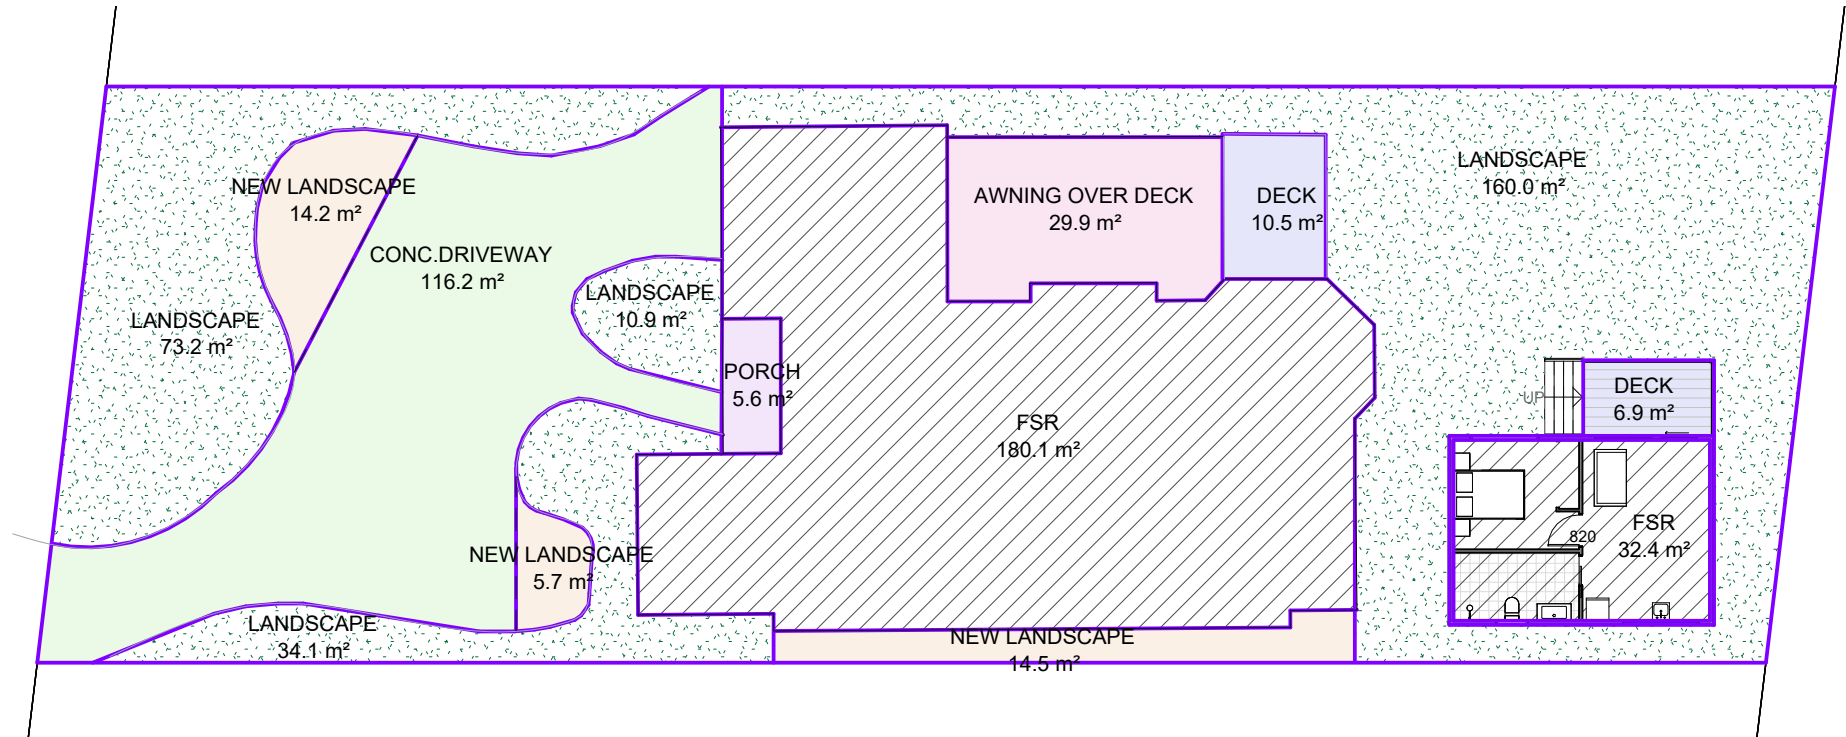 NEW LANDSCAPE
14.2 m²
CONC.DRIVEWAY
116.2 m²
LANDSCAPE
73.2 m²
LANDSCAPE
10.9 m²
PORCH
5.6 m²
NEW LANDSCAPE
5.7 m²
LANDSCAPE
34.1 m²
AWNING OVER DECK
29.9 m²
DECK
10.5 m²
FSR
180.1 m²
NEW LANDSCAPE
14.5 m²
LANDSCAPE
160.0 m²
UP
DECK
6.9 m²
FSR
32.4 m²
820